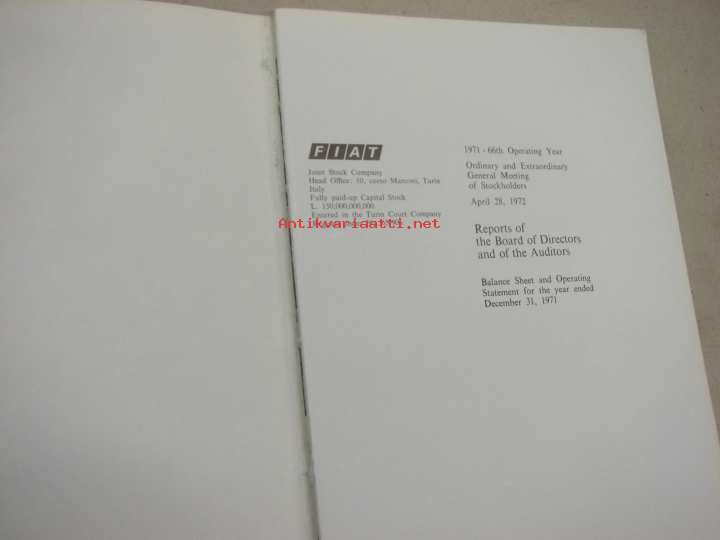 FIAT
Joint Stock Company
Head Office: 10, corso Marconi, Turin
Italy
Fully paid-up Capital Stock
L. 150,000,000,000
Entered in the Turin Court Company
Antikvariaatti.net
1971 - 66th Operating Year
Ordinary and Extraordinary
General Meeting
of Stockholders
April 28, 1972
Reports of
the Board of Directors
and of the Auditors
Balance Sheet and Operating
Statement for the year ended
December 31, 1971